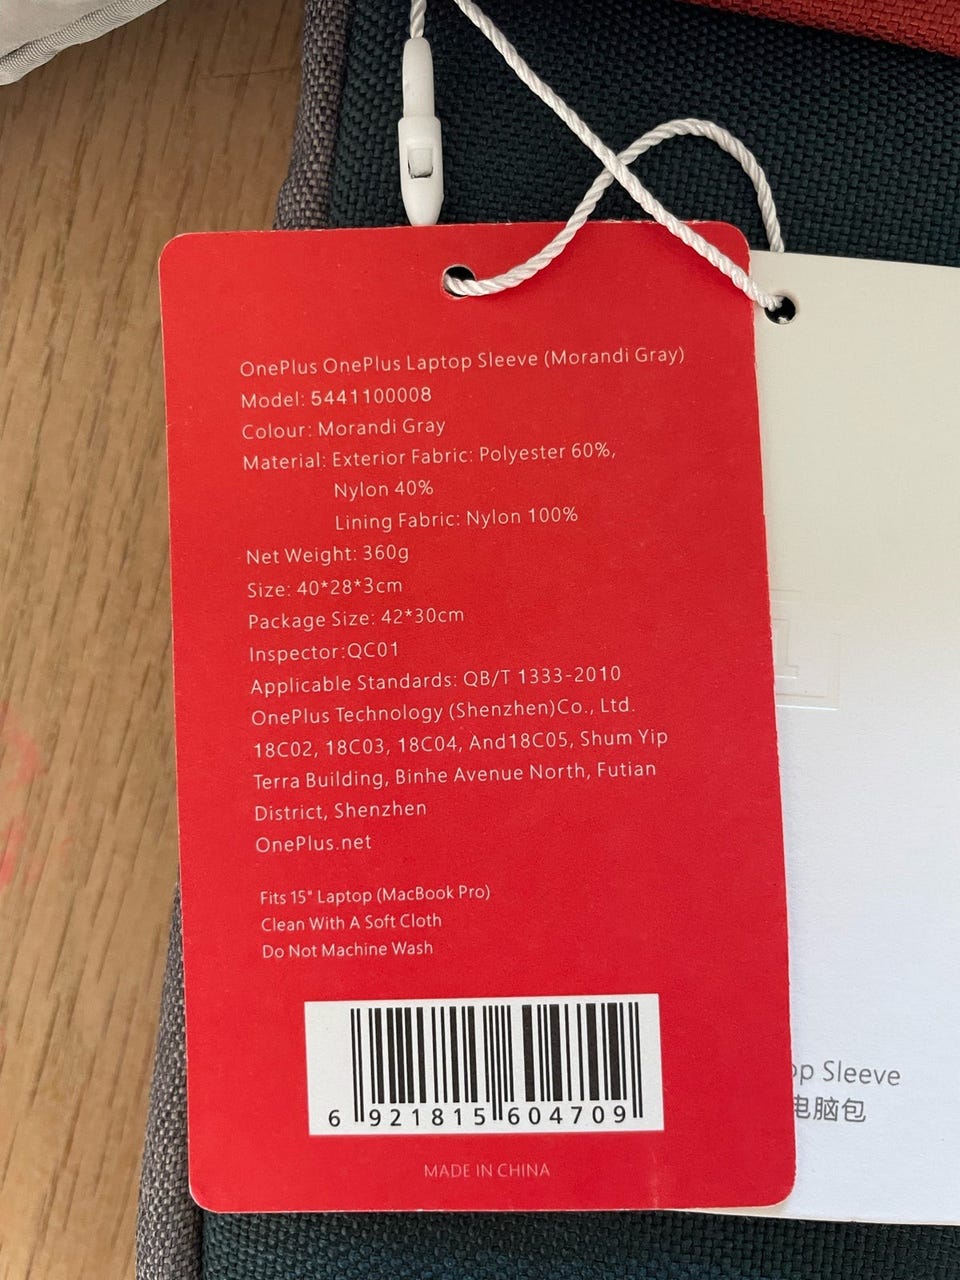 OnePlus OnePlus Laptop Sleeve (Morandi Gray)
Model: 5441100008
Colour: Morandi Gray
Material: Exterior Fabric: Polyester 60%,
Nylon 40%
Lining Fabric: Nylon 100%
Net Weight: 360g
Size: 40*28*3cm
Package Size: 42*30cm
Inspector:QC01
Applicable Standards: QB/T 1333-2010
OnePlus Technology (Shenzhen)Co., Ltd.
18C02, 18C03, 18C04, And18C05, Shum Yip
Terra Building, Binhe Avenue North, Futian
District, Shenzhen
OnePlus.net
Fits 15" Laptop (MacBook Pro)
Clean With A Soft Cloth
Do Not Machine Wash
6 921815 604709
MADE IN CHINA
op Sleeve
电脑包